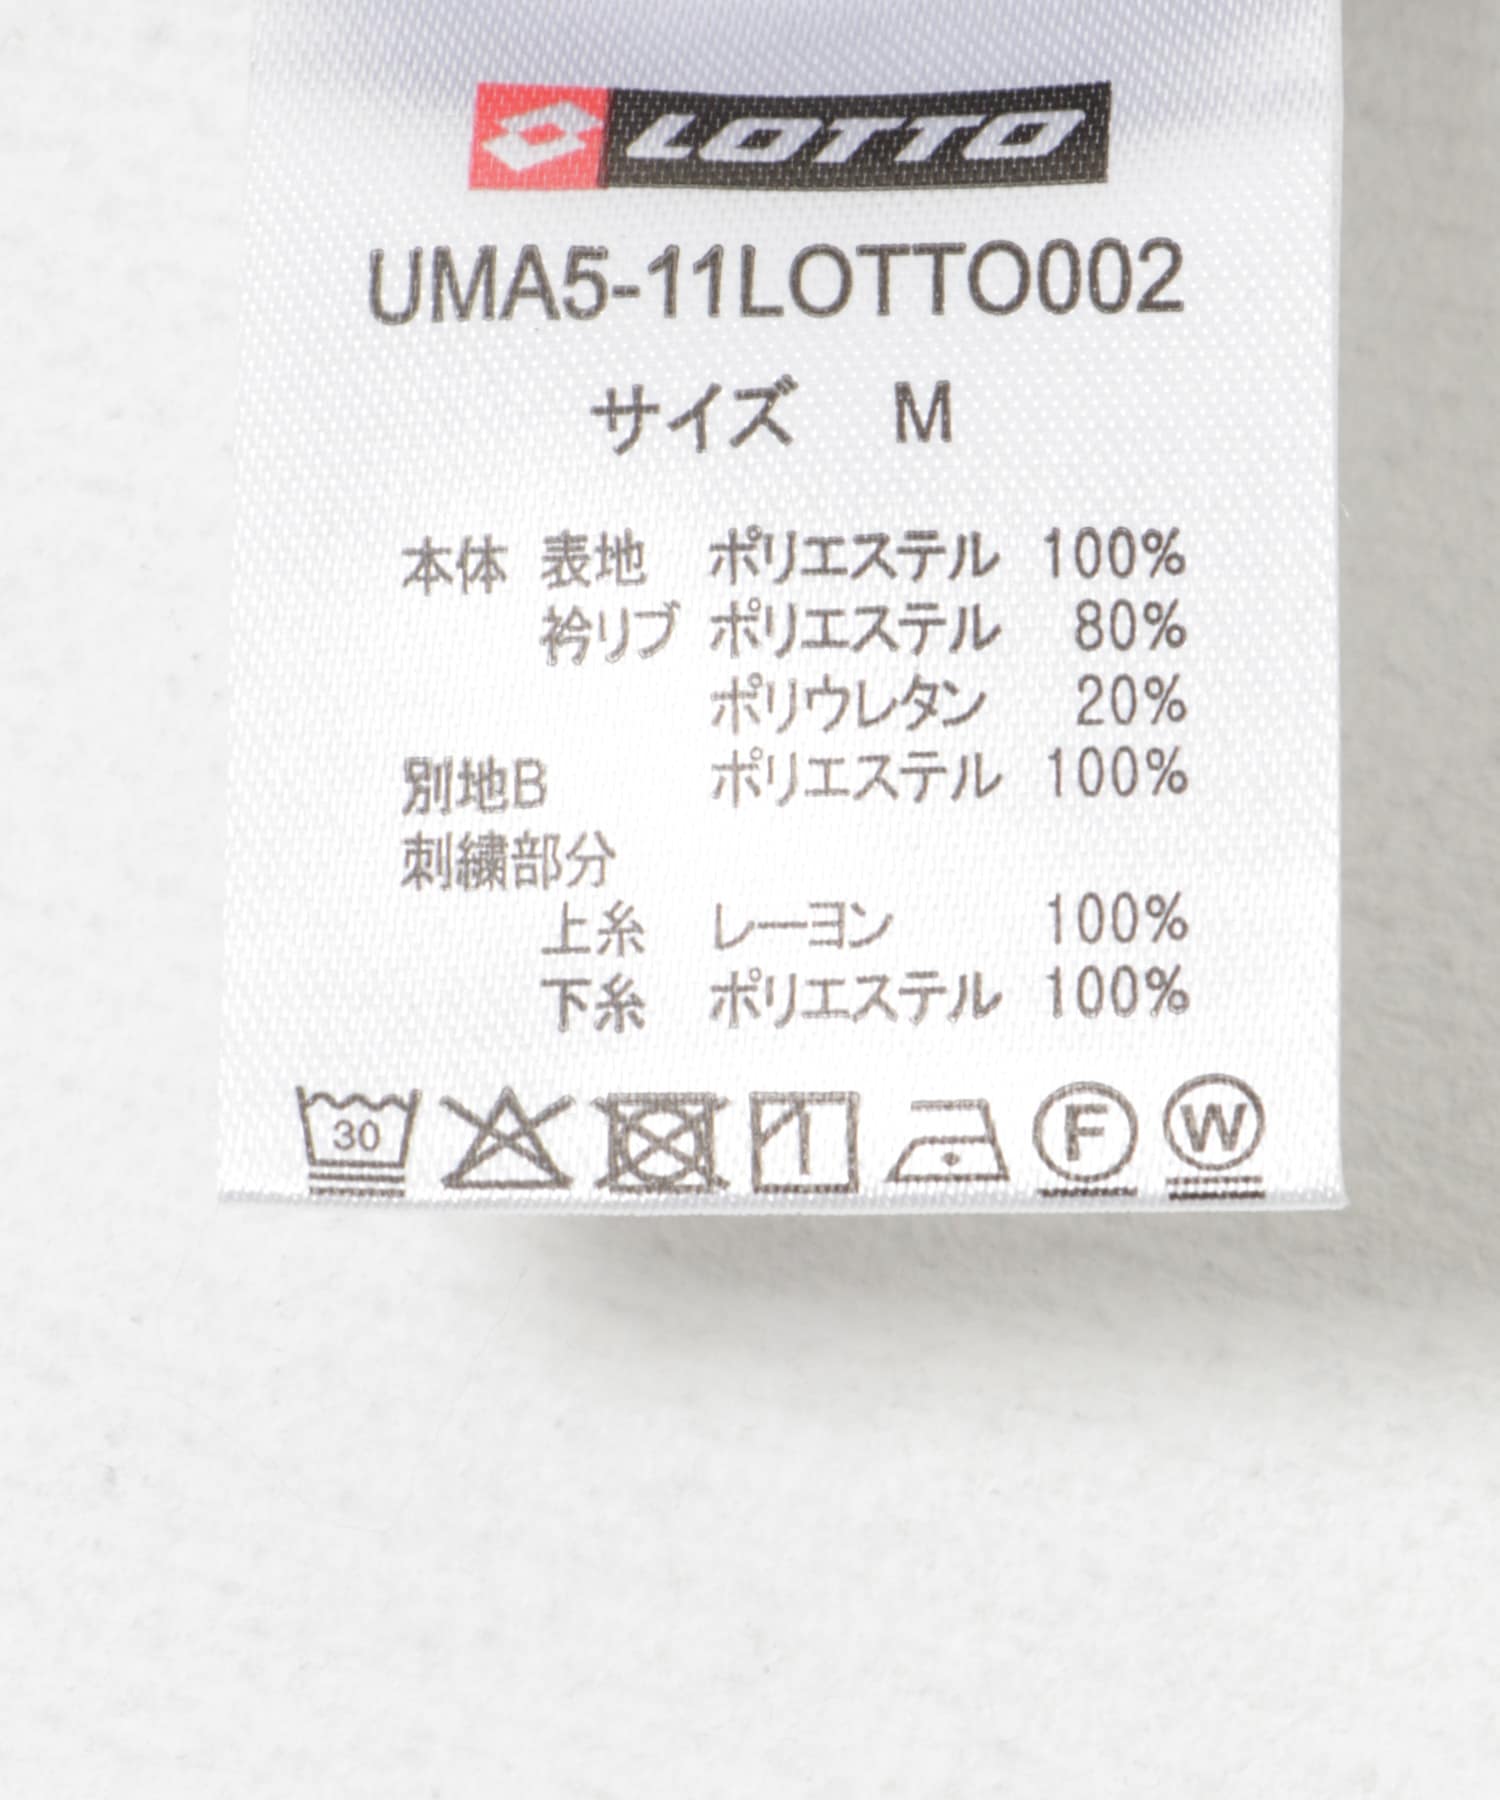 LOTTO
UMA5-11LOTTO002
サイズ M
本体 表地 ポリエステル 100%
衿リブ ポリエステル 80%
ポリウレタン 20%
別地B ポリエステル 100%
刺繍部分
上糸 レーヨン 100%
下糸 ポリエステル 100%
30 F W